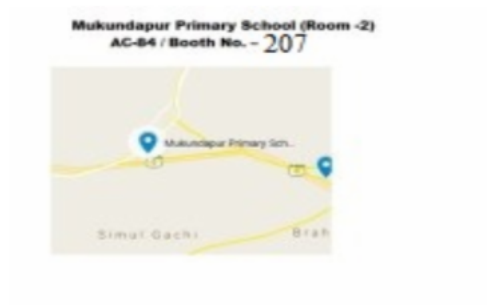 Mukundapur Primary School (Room -2)
AC-84 / Booth No. - 207
Mukundapur Primary Sch...
Simul Gachi
Brah